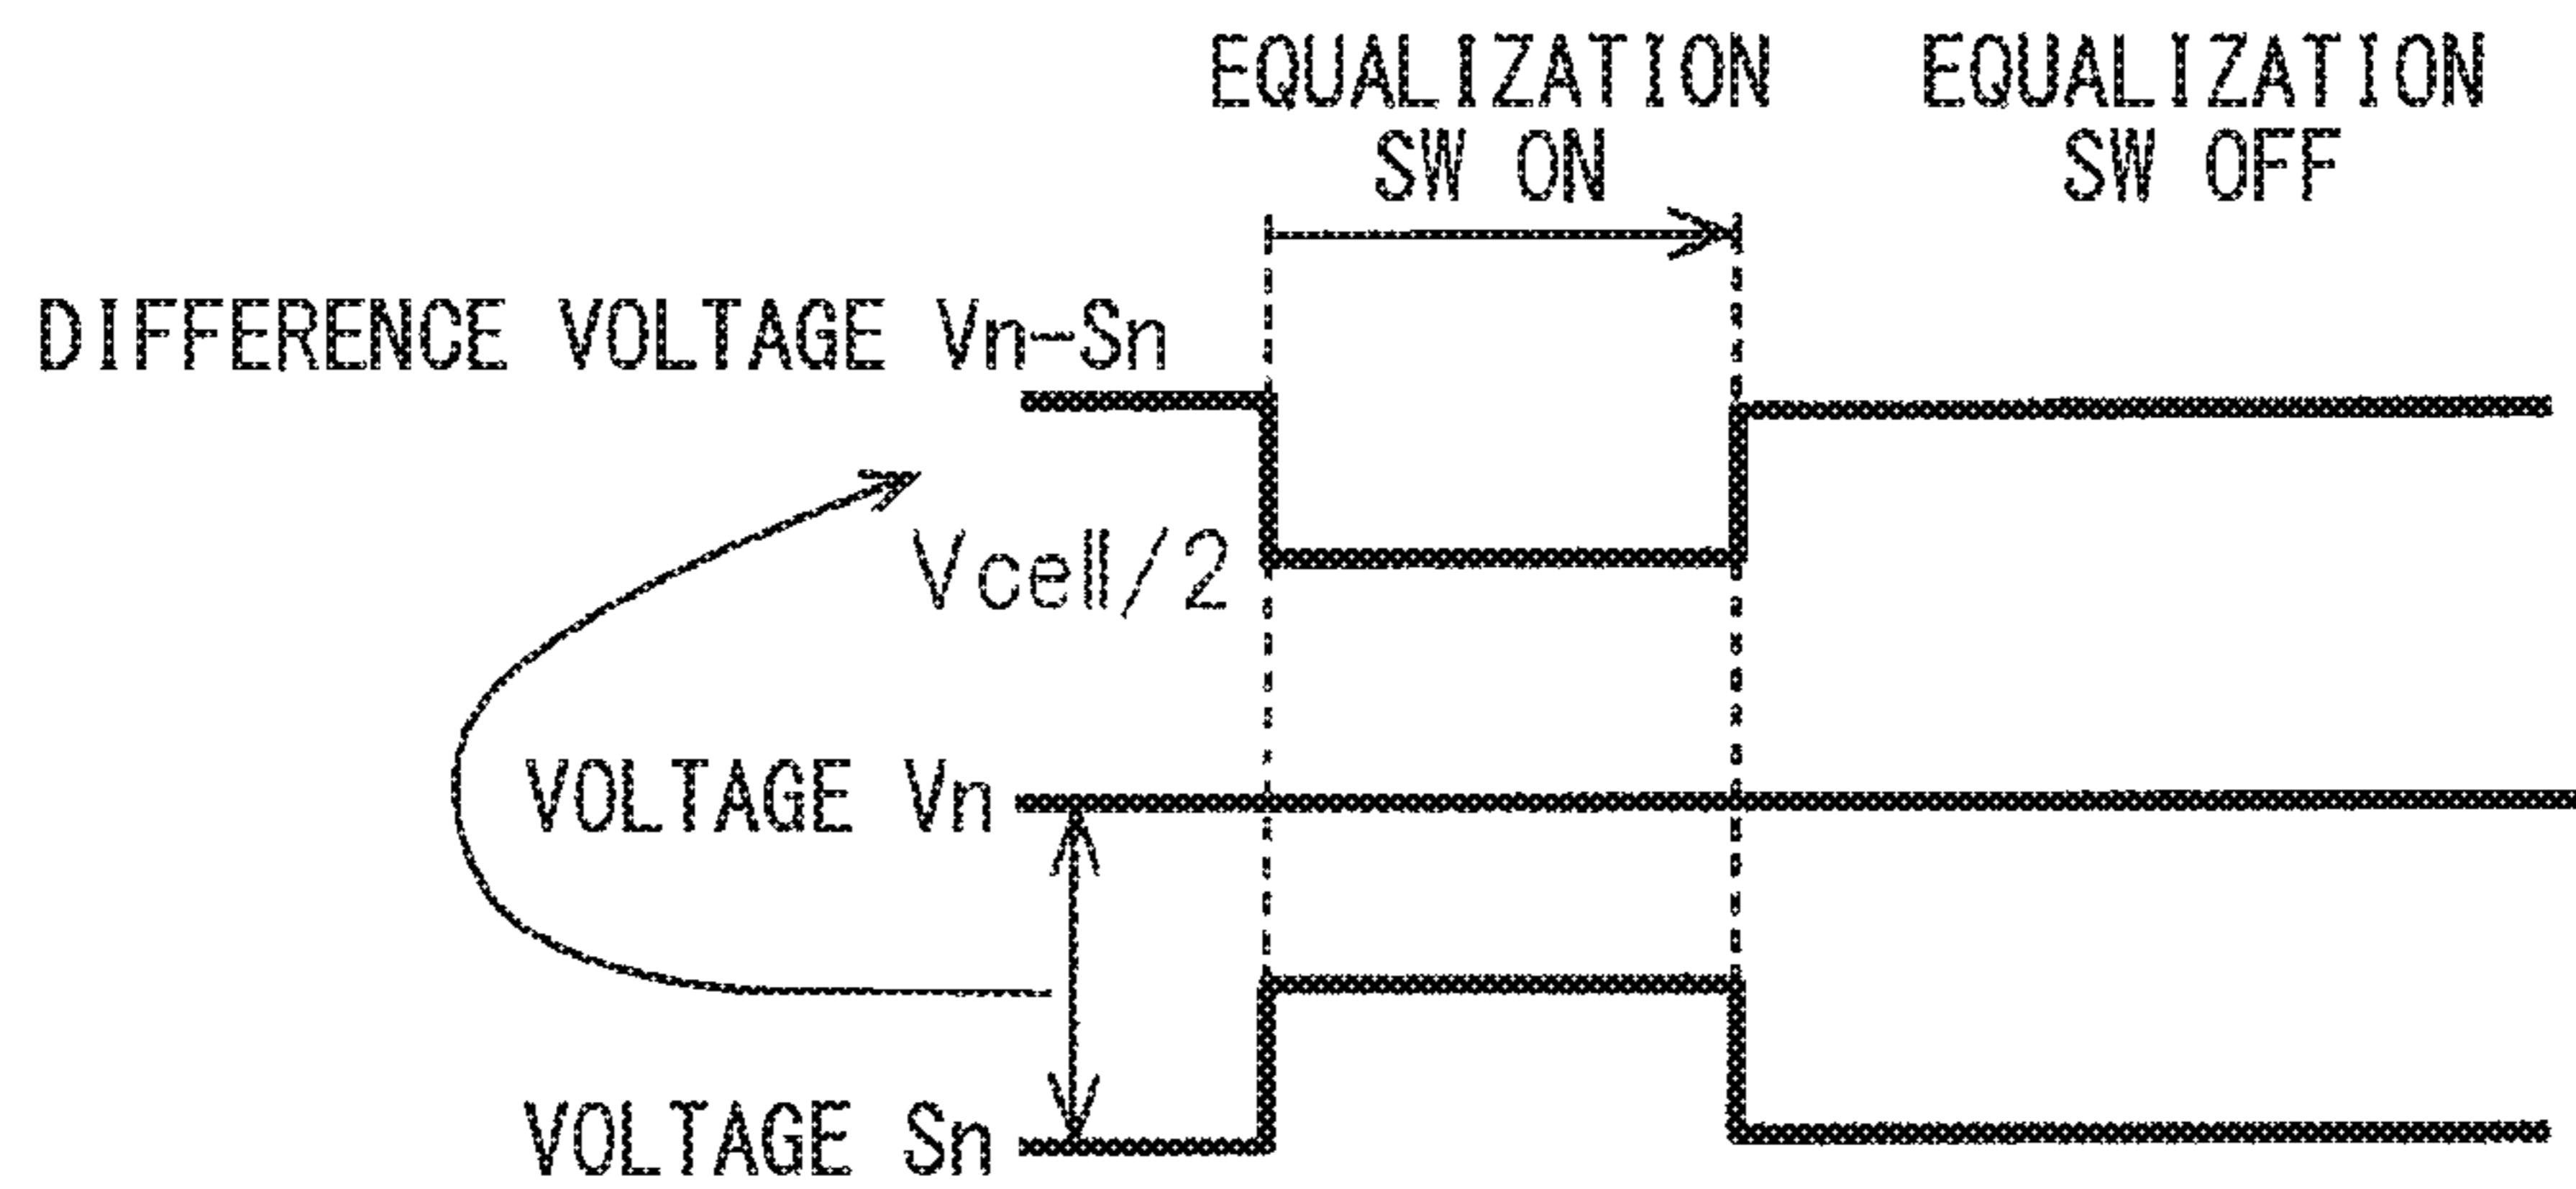 EQUALIZATION
SW ON
EQUALIZATION
SW OFF
DIFFERENCE VOLTAGE Vn-Sn
Vcell/2
VOLTAGE Vn
VOLTAGE Sn